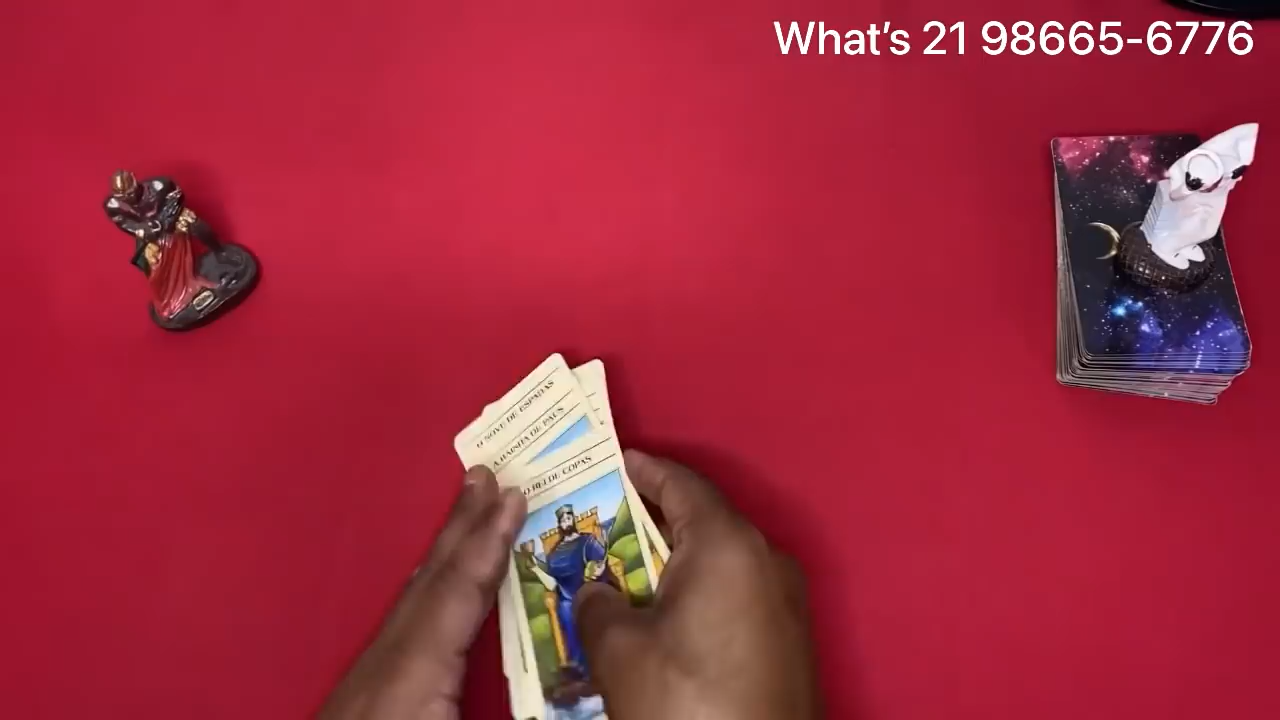 What's 21 98665-6776
O NOVE DE ESPADAS
A RAINHA DE PAUS
O REI DE COPAS